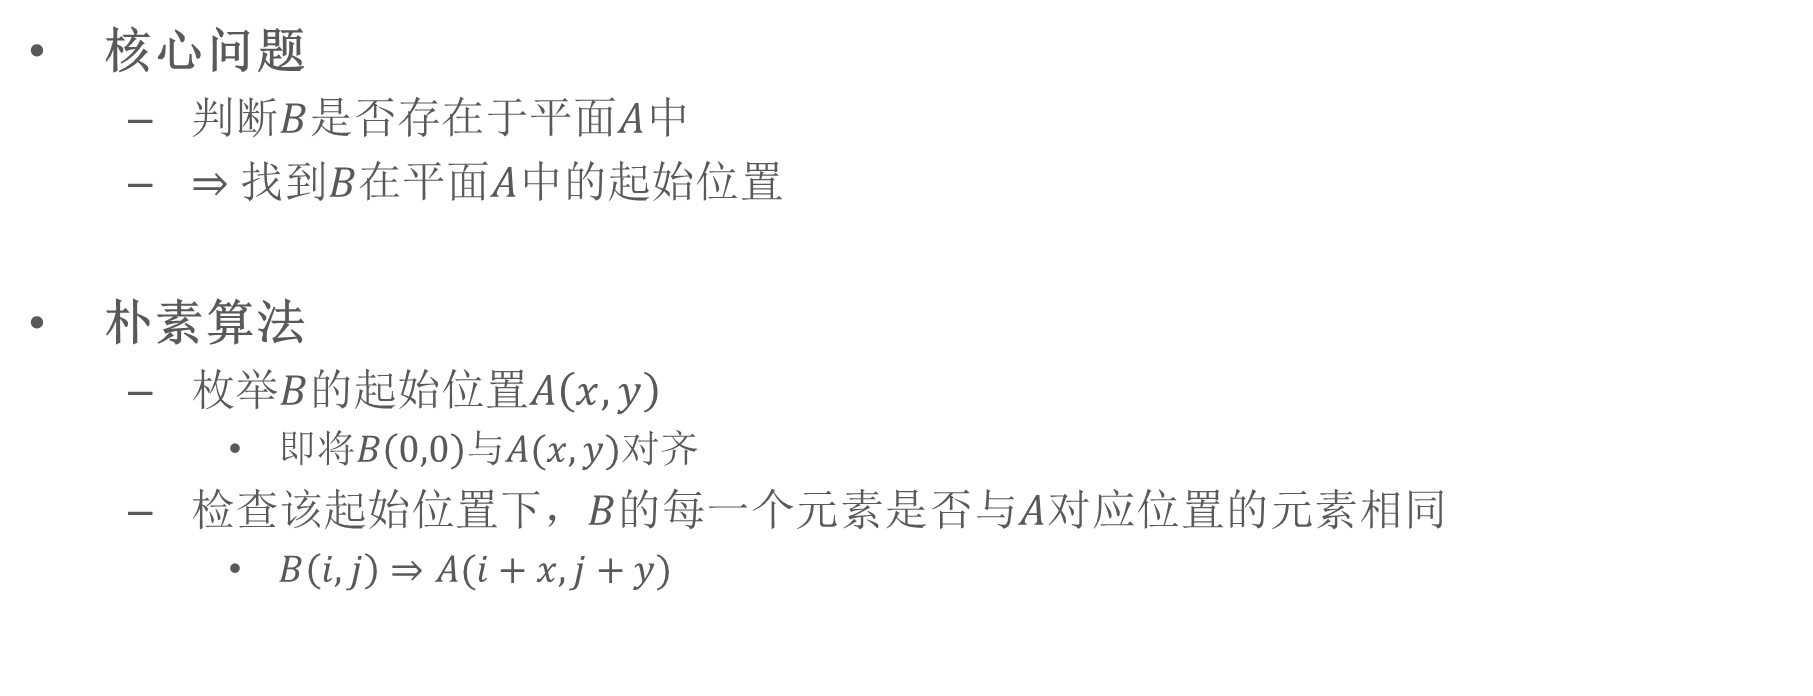 • 核心问题
– 判断B是否存在于平面A中
– ⇒ 找到B在平面A中的起始位置
• 朴素算法
– 枚举B的起始位置A(x, y)
• 即将B(0,0)与A(x, y)对齐
– 检查该起始位置下，B的每一个元素是否与A对应位置的元素相同
• B(i, j) ⇒ A(i + x, j + y)